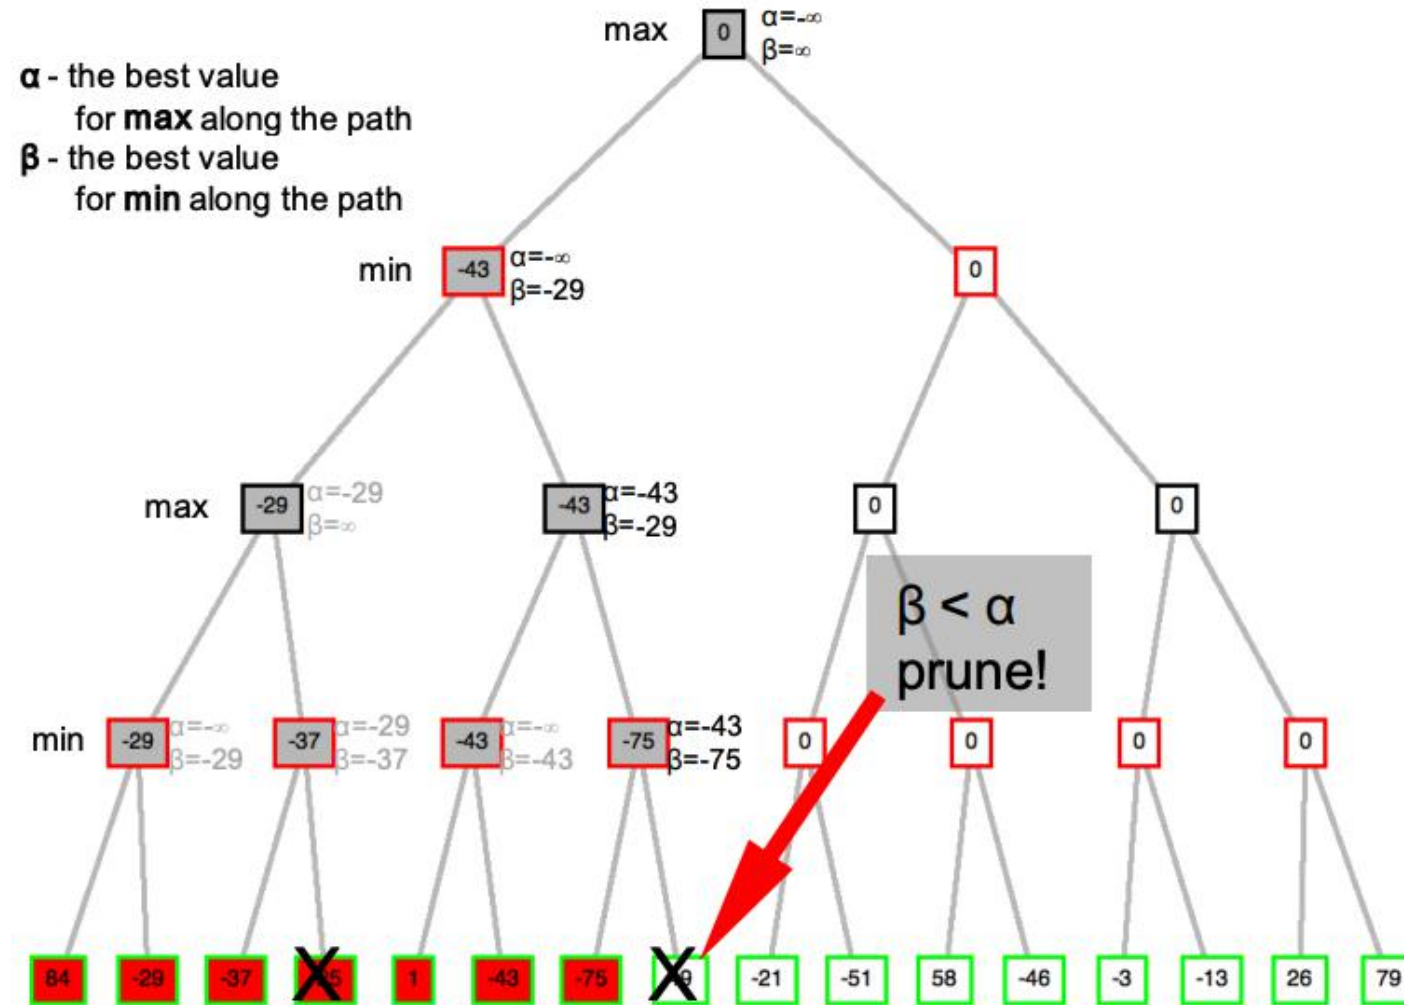 max
0
α=-∞
β=∞
α - the best value
for max along the path
β - the best value
for min along the path
min
-43
α=-∞
β=-29
0
max
-29
α=-29
β=∞
-43
α=-43
β=-29
0
0
β < α
prune!
min
-29
α=-∞
β=-29
-37
α=-29
β=-37
-43
α=-∞
β=-43
-75
α=-43
β=-75
0
0
0
0
84
-29
-37
X
1
-43
-75
X
-21
-51
58
-46
-3
-13
26
79